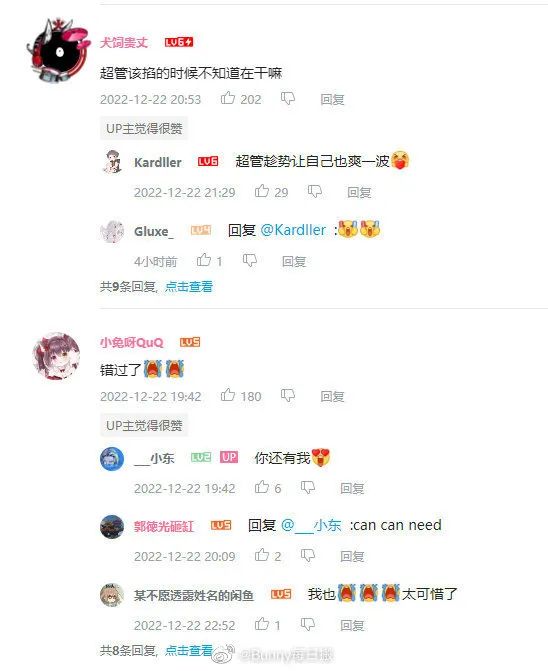 犬饲贵丈 LV6
超管该掐的时候不知道在干嘛
2022-12-22 20:53 202 回复
UP主觉得很赞
Kardller LV6 超管趁势让自己也爽一波
2022-12-22 21:29 29 回复
Gluxe_ LV4 回复 @Kardller :
4小时前 1 回复
共9条回复, 点击查看
小兔呀QuQ LV5
错过了
2022-12-22 19:42 180 回复
UP主觉得很赞
___小东 LV2 UP 你还有我
2022-12-22 19:42 6 回复
郭德光砸缸 LV5 回复 @___小东 :can can need
2022-12-22 20:09 2 回复
某不愿透露姓名的闲鱼 LV5 我也太可惜了
2022-12-22 22:52 1 回复
共8条回复, 点击查看
@Bunny每日报